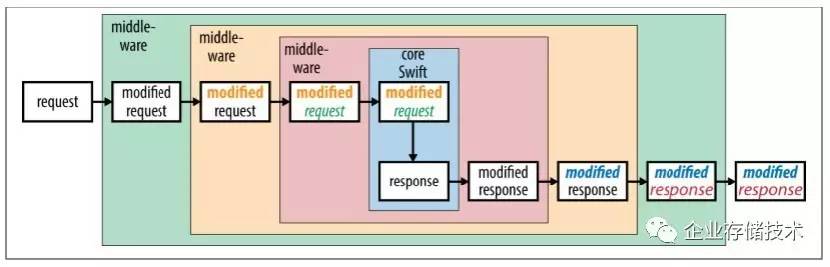 middle-
ware
middle-
ware
middle-
ware
core
Swift
request
modified
request
modified
request
modified
request
modified
request
response
modified
response
modified
response
modified
response
modified
response
企业存储技术